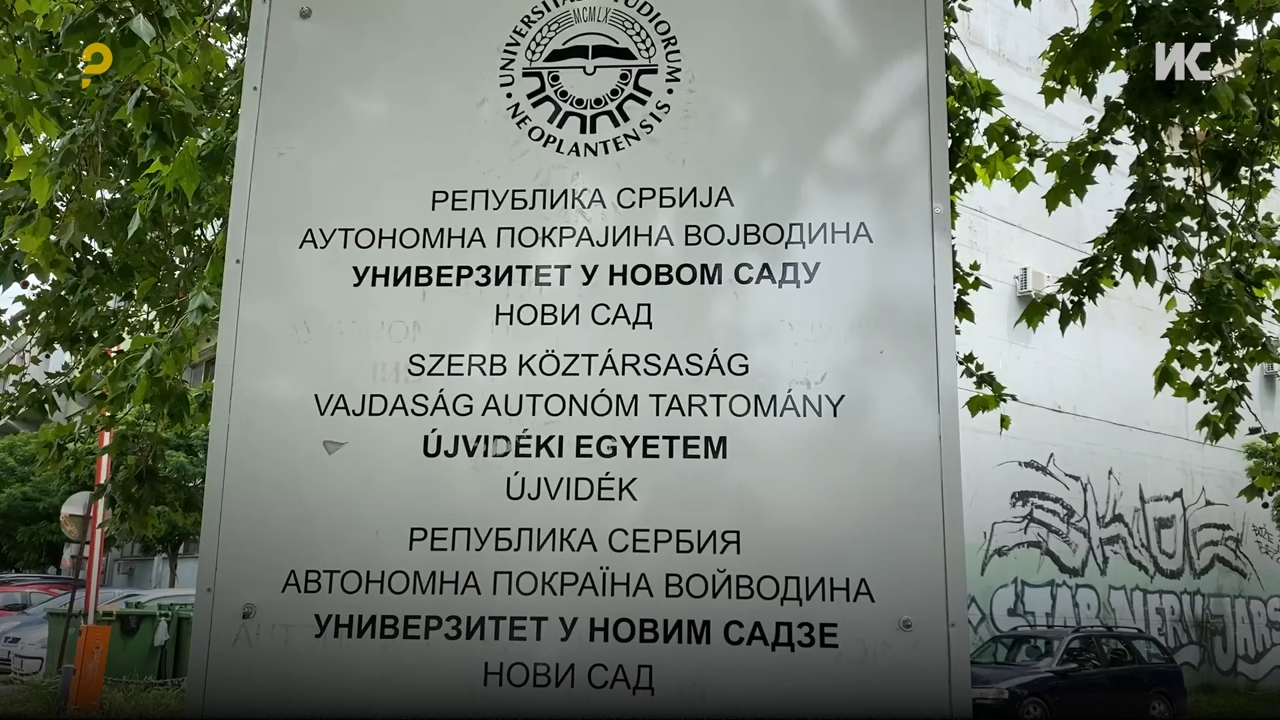 ?
ИС
UNIVERSITAS STUDIORUM
MCMLX
NEOPLANTENSIS
РЕПУБЛИКА СРБИЈА
АУТОНОМНА ПОКРАЈИНА ВОЈВОДИНА
УНИВЕРЗИТЕТ У НОВОМ САДУ
НОВИ САД
SZERB KÖZTÁRSASÁG
VAJDASÁG AUTONÓM TARTOMÁNY
ÚJVIDÉKI EGYETEM
ÚJVIDÉK
РЕПУБЛИКА СЕРБИЯ
АВТОНОМНА ПОКРАЇНА ВОЙВОДИНА
УНИВЕРЗИТЕТ У НОВИМ САДЗЕ
НОВИ САД